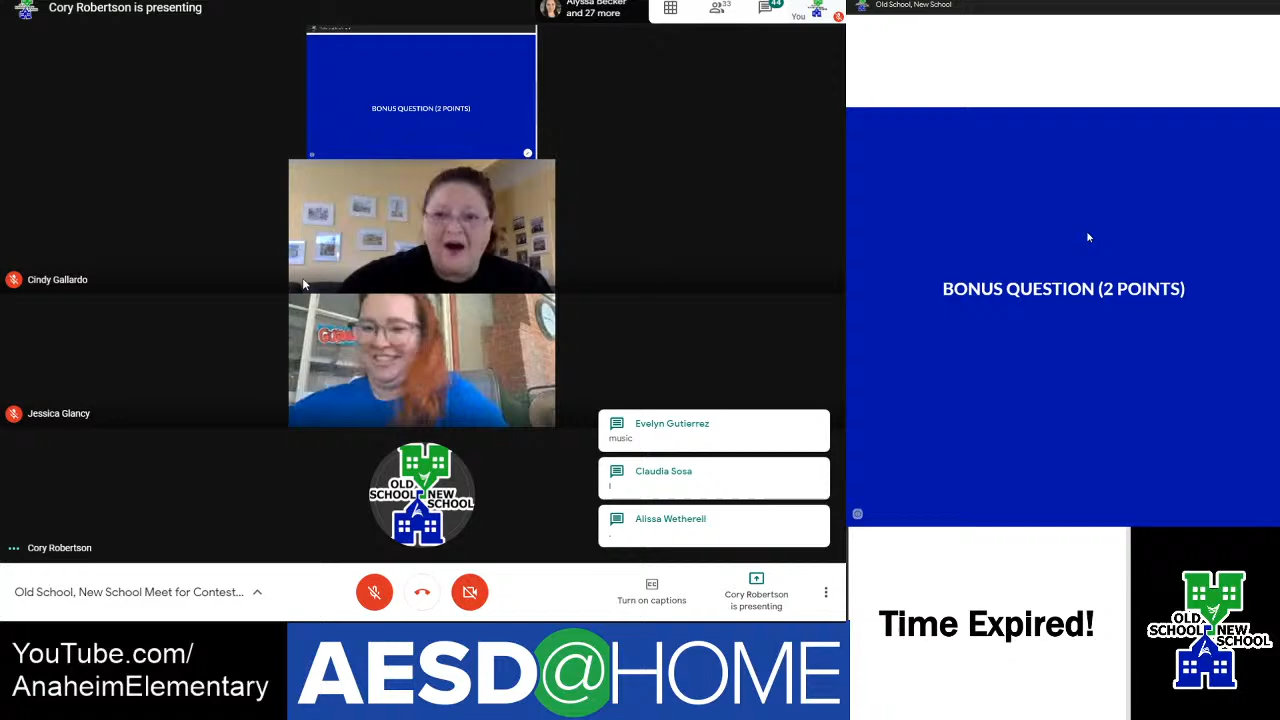 Cory Robertson is presenting
Alyssa Becker
and 27 more
33
44
You
Old School, New School
BONUS QUESTION (2 POINTS)
Cindy Gallardo
BONUS QUESTION (2 POINTS)
Jessica Glancy
Evelyn Gutierrez
music
Claudia Sosa
I
Alissa Wetherell
.
OLD
SCHOOL
NEW
SCHOOL
Cory Robertson
Old School, New School Meet for Contest...
Turn on captions
Cory Robertson
is presenting
Time Expired!
OLD
SCHOOL
NEW
SCHOOL
YouTube.com/
AnaheimElementary
AESD@HOME